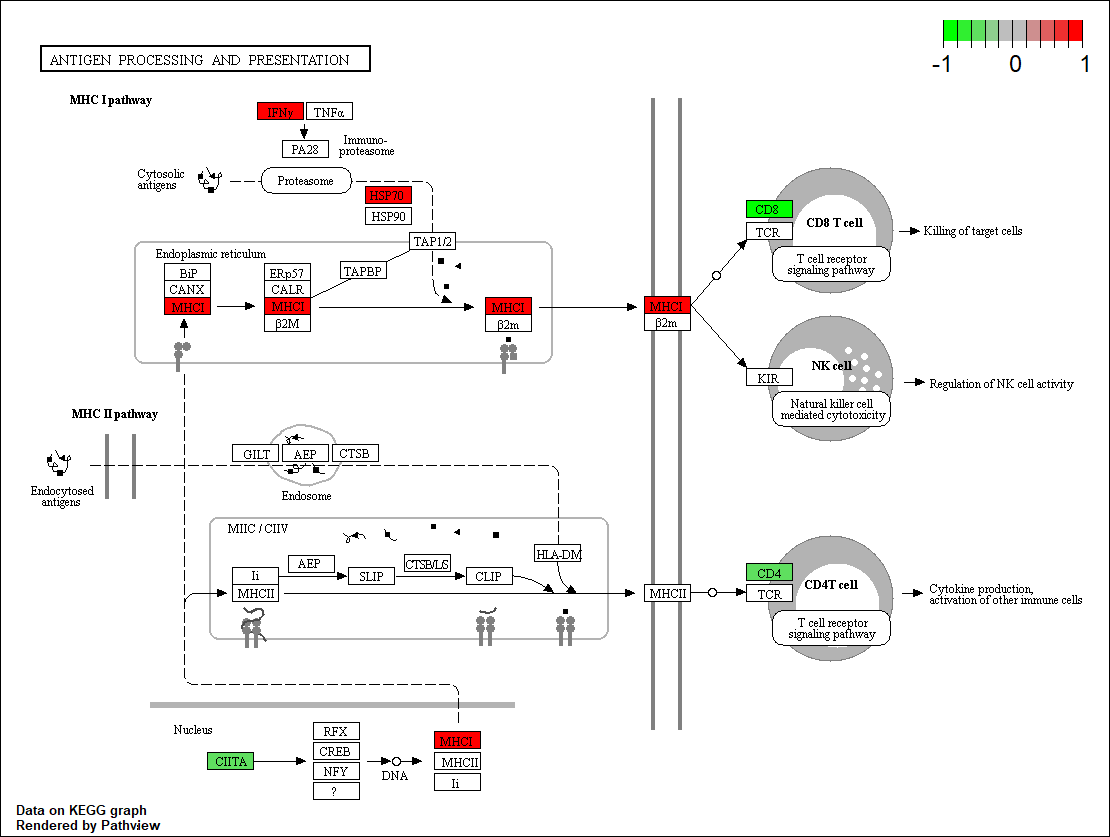 ANTIGEN PROCESSING AND PRESENTATION
-1 0 1
MHC I pathway
IFNγ TNFα
PA28
Immuno-
proteasome
Cytosolic
antigens
Proteasome
HSP70
HSP90
TAP1/2
Endoplasmic reticulum
BiP
CANX
MHCI
ERp57
CALR
MHCI
β2M
TAPBP
MHCI
β2m
MHCI
β2m
CD8
TCR
CD8 T cell
T cell receptor
signaling pathway
Killing of target cells
KIR
NK cell
Natural killer cell
mediated cytotoxicity
Regulation of NK cell activity
MHC II pathway
Endocytosed
antigens
GILT AEP CTSB
Endosome
MIIC / CIIV
Ii
MHCII
AEP
SLIP
CTSB/L/S
CLIP
HLA-DM
MHCII
CD4
TCR
CD4T cell
T cell receptor
signaling pathway
Cytokine production,
activation of other immune cells
Nucleus
CIITA
RFX
CREB
NFY
?
DNA
MHCI
MHCII
Ii
Data on KEGG graph
Rendered by Pathview